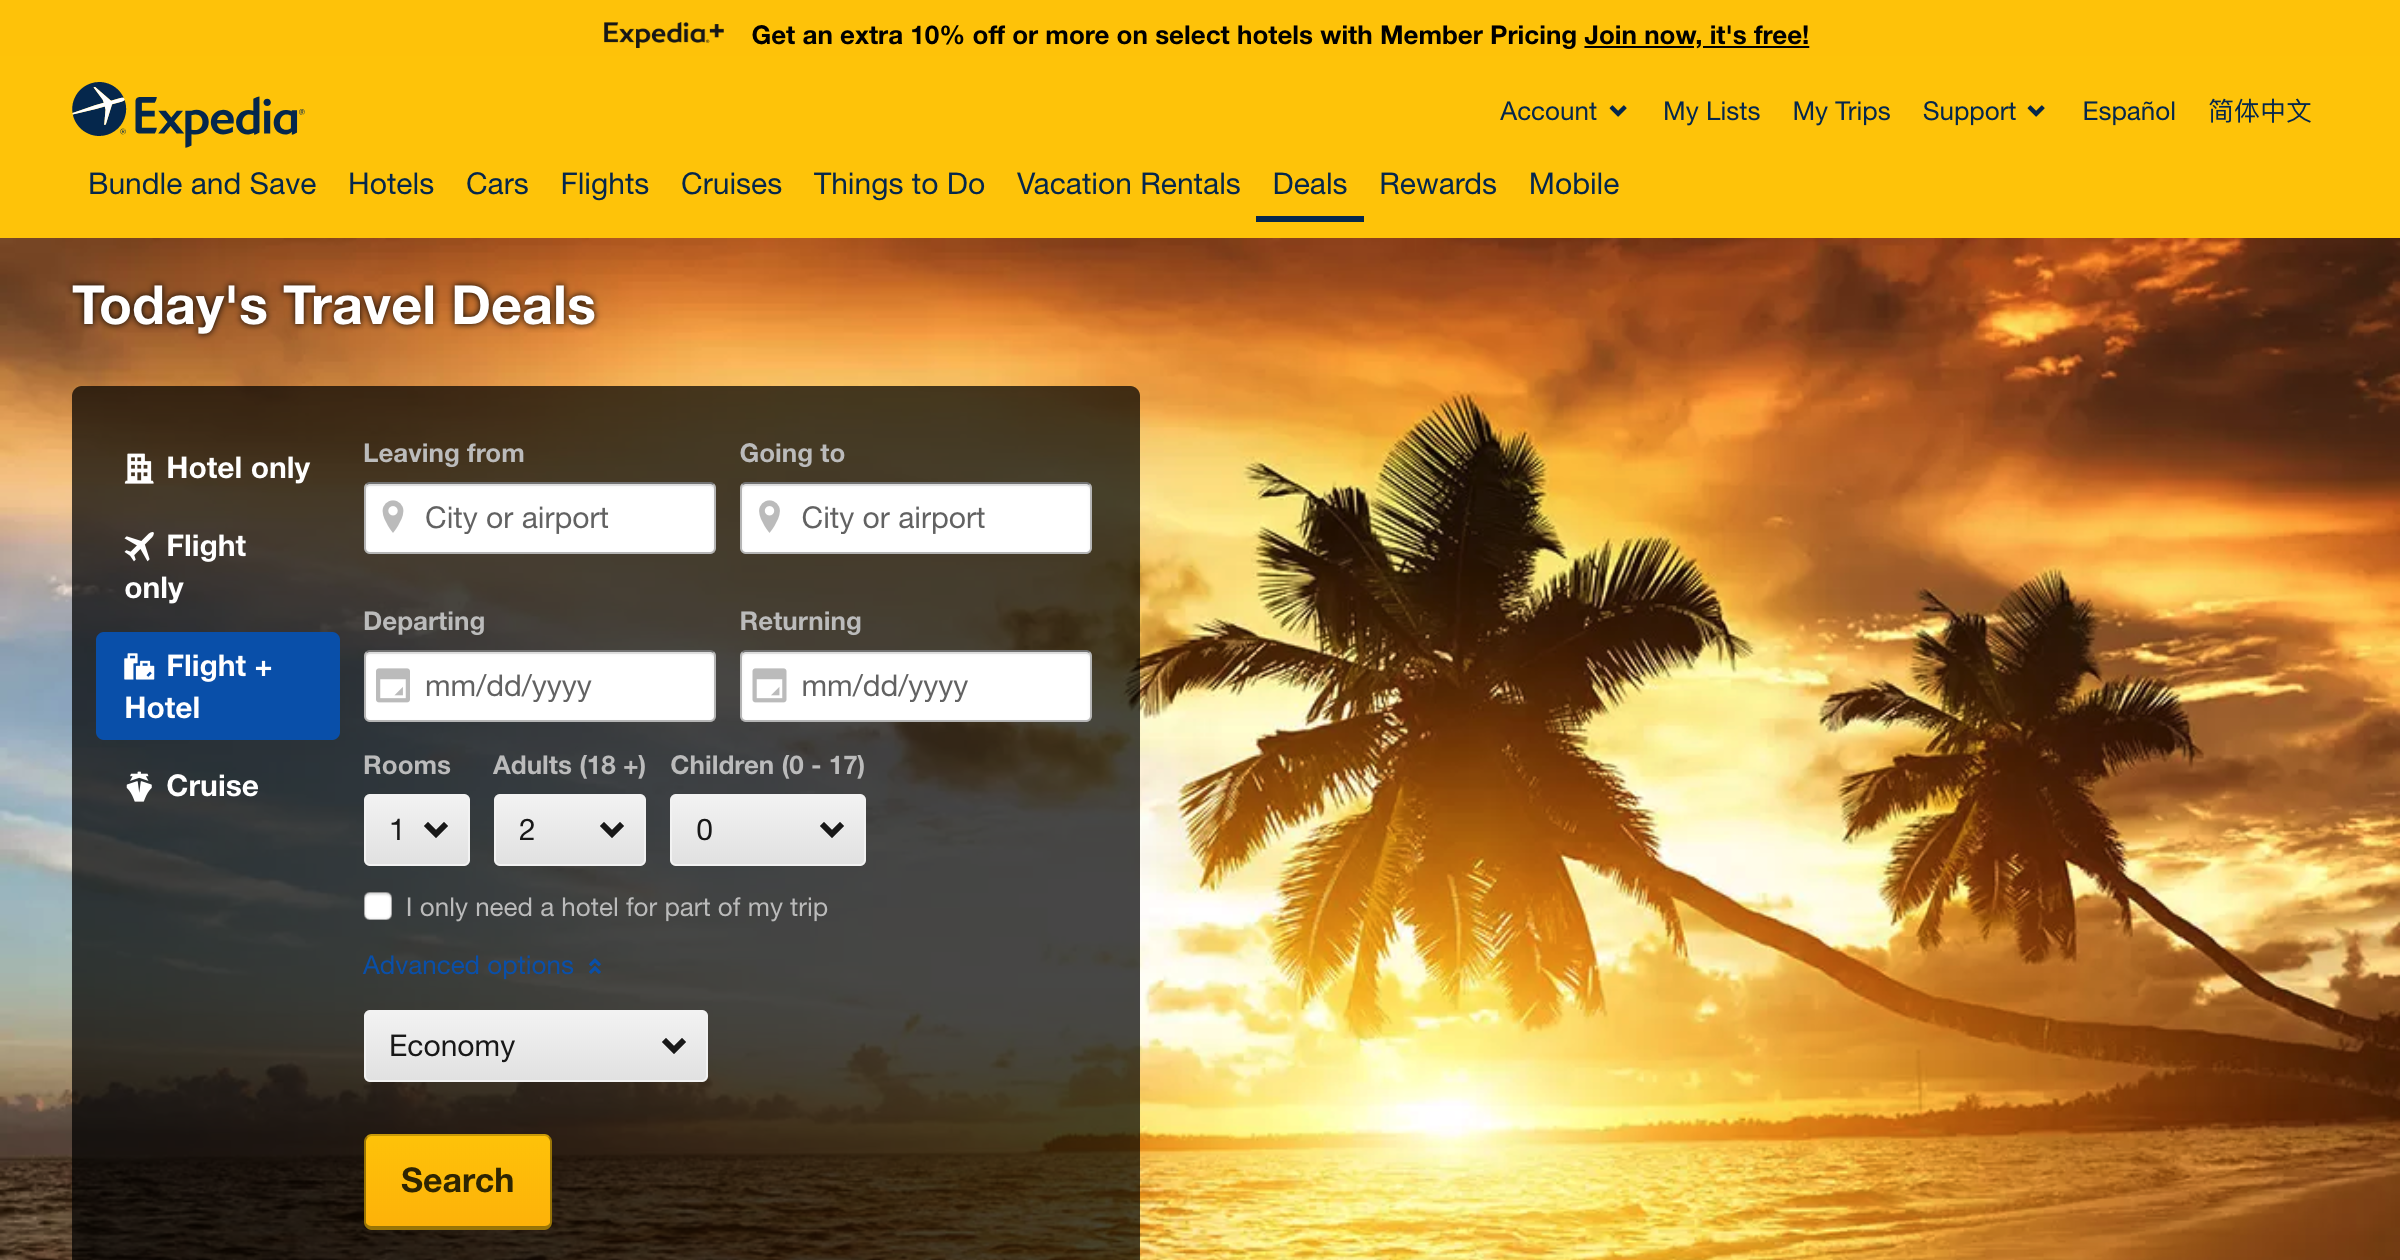 Expedia+ Get an extra 10% off or more on select hotels with Member Pricing Join now, it's free!
Expedia
Account My Lists My Trips Support Español 简体中文
Bundle and Save Hotels Cars Flights Cruises Things to Do Vacation Rentals Deals Rewards Mobile
Today's Travel Deals
Hotel only
Flight
only
Flight +
Hotel
Cruise
Leaving from Going to
City or airport City or airport
Departing Returning
mm/dd/yyyy mm/dd/yyyy
Rooms Adults (18 +) Children (0 - 17)
1 2 0
I only need a hotel for part of my trip
Advanced options
Economy
Search